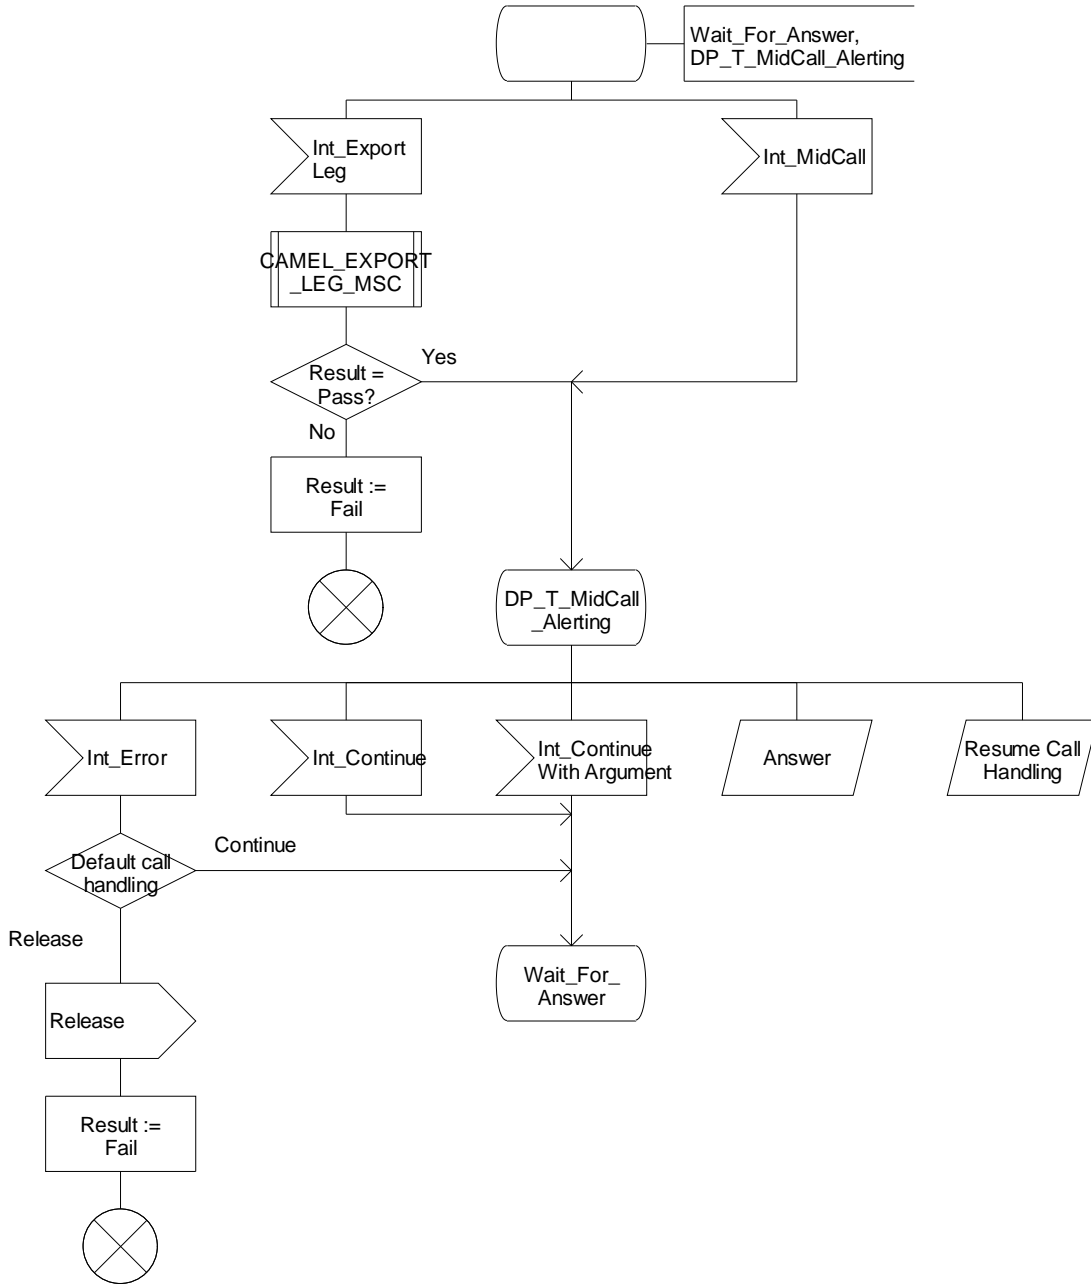 Wait_For_Answer,
DP_T_MidCall_Alerting
Int_Export
Leg
Int_MidCall
CAMEL_EXPORT
_LEG_MSC
Yes
Result =
Pass?
No
Result :=
Fail
DP_T_MidCall
_Alerting
Int_Error
Int_Continue
Int_Continue
With Argument
Answer
Resume Call
Handling
Continue
Default call
handling
Release
Wait_For_
Answer
Release
Result :=
Fail